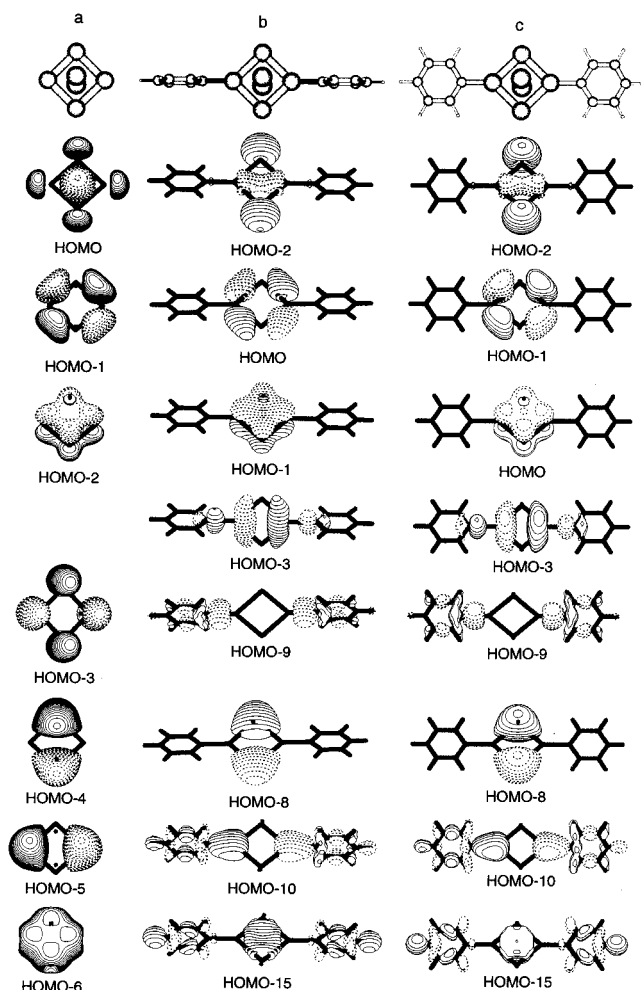 a b c
HOMO HOMO-2 HOMO-2
HOMO-1 HOMO HOMO-1
HOMO-2 HOMO-1 HOMO
HOMO-3 HOMO-3
HOMO-3 HOMO-9 HOMO-9
HOMO-4 HOMO-8 HOMO-8
HOMO-5 HOMO-10 HOMO-10
HOMO-6 HOMO-15 HOMO-15